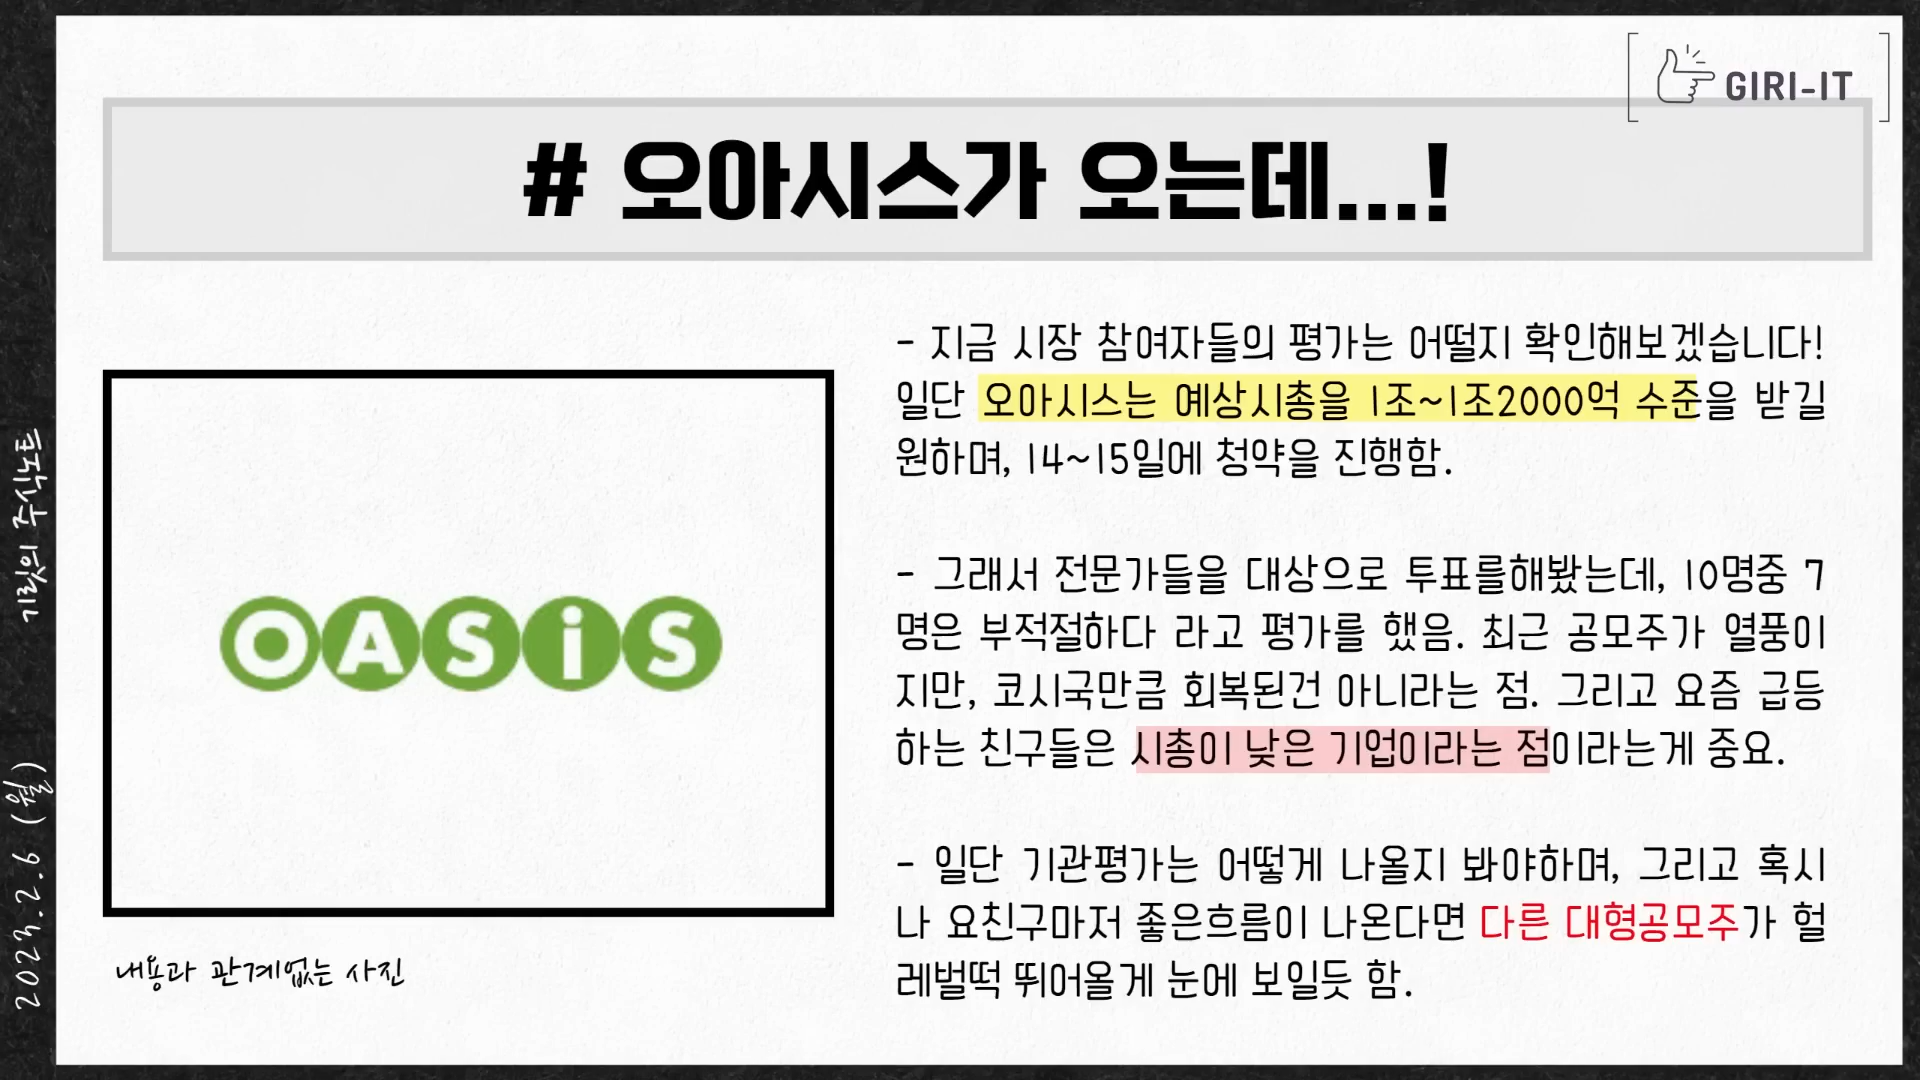 GIRI-IT
# 오아시스가 오는데...!
- 지금 시장 참여자들의 평가는 어떨지 확인해보겠습니다!
일단 오아시스는 예상시총을 1조~1조2000억 수준을 받길
원하며, 14~15일에 청약을 진행함.
- 그래서 전문가들을 대상으로 투표를해봤는데, 10명중 7
명은 부적절하다 라고 평가를 했음. 최근 공모주가 열풍이
지만, 코시국만큼 회복된건 아니라는 점. 그리고 요즘 급등
하는 친구들은 시총이 낮은 기업이라는 점이라는게 중요.
- 일단 기관평가는 어떻게 나올지 봐야하며, 그리고 혹시
나 요친구마저 좋은흐름이 나온다면 다른 대형공모주가 헐
레벌떡 뛰어올게 눈에 보일듯 함.
OASiS
내용과 관계없는 사진
기릿의 주식노트
2023.2.6 (월)